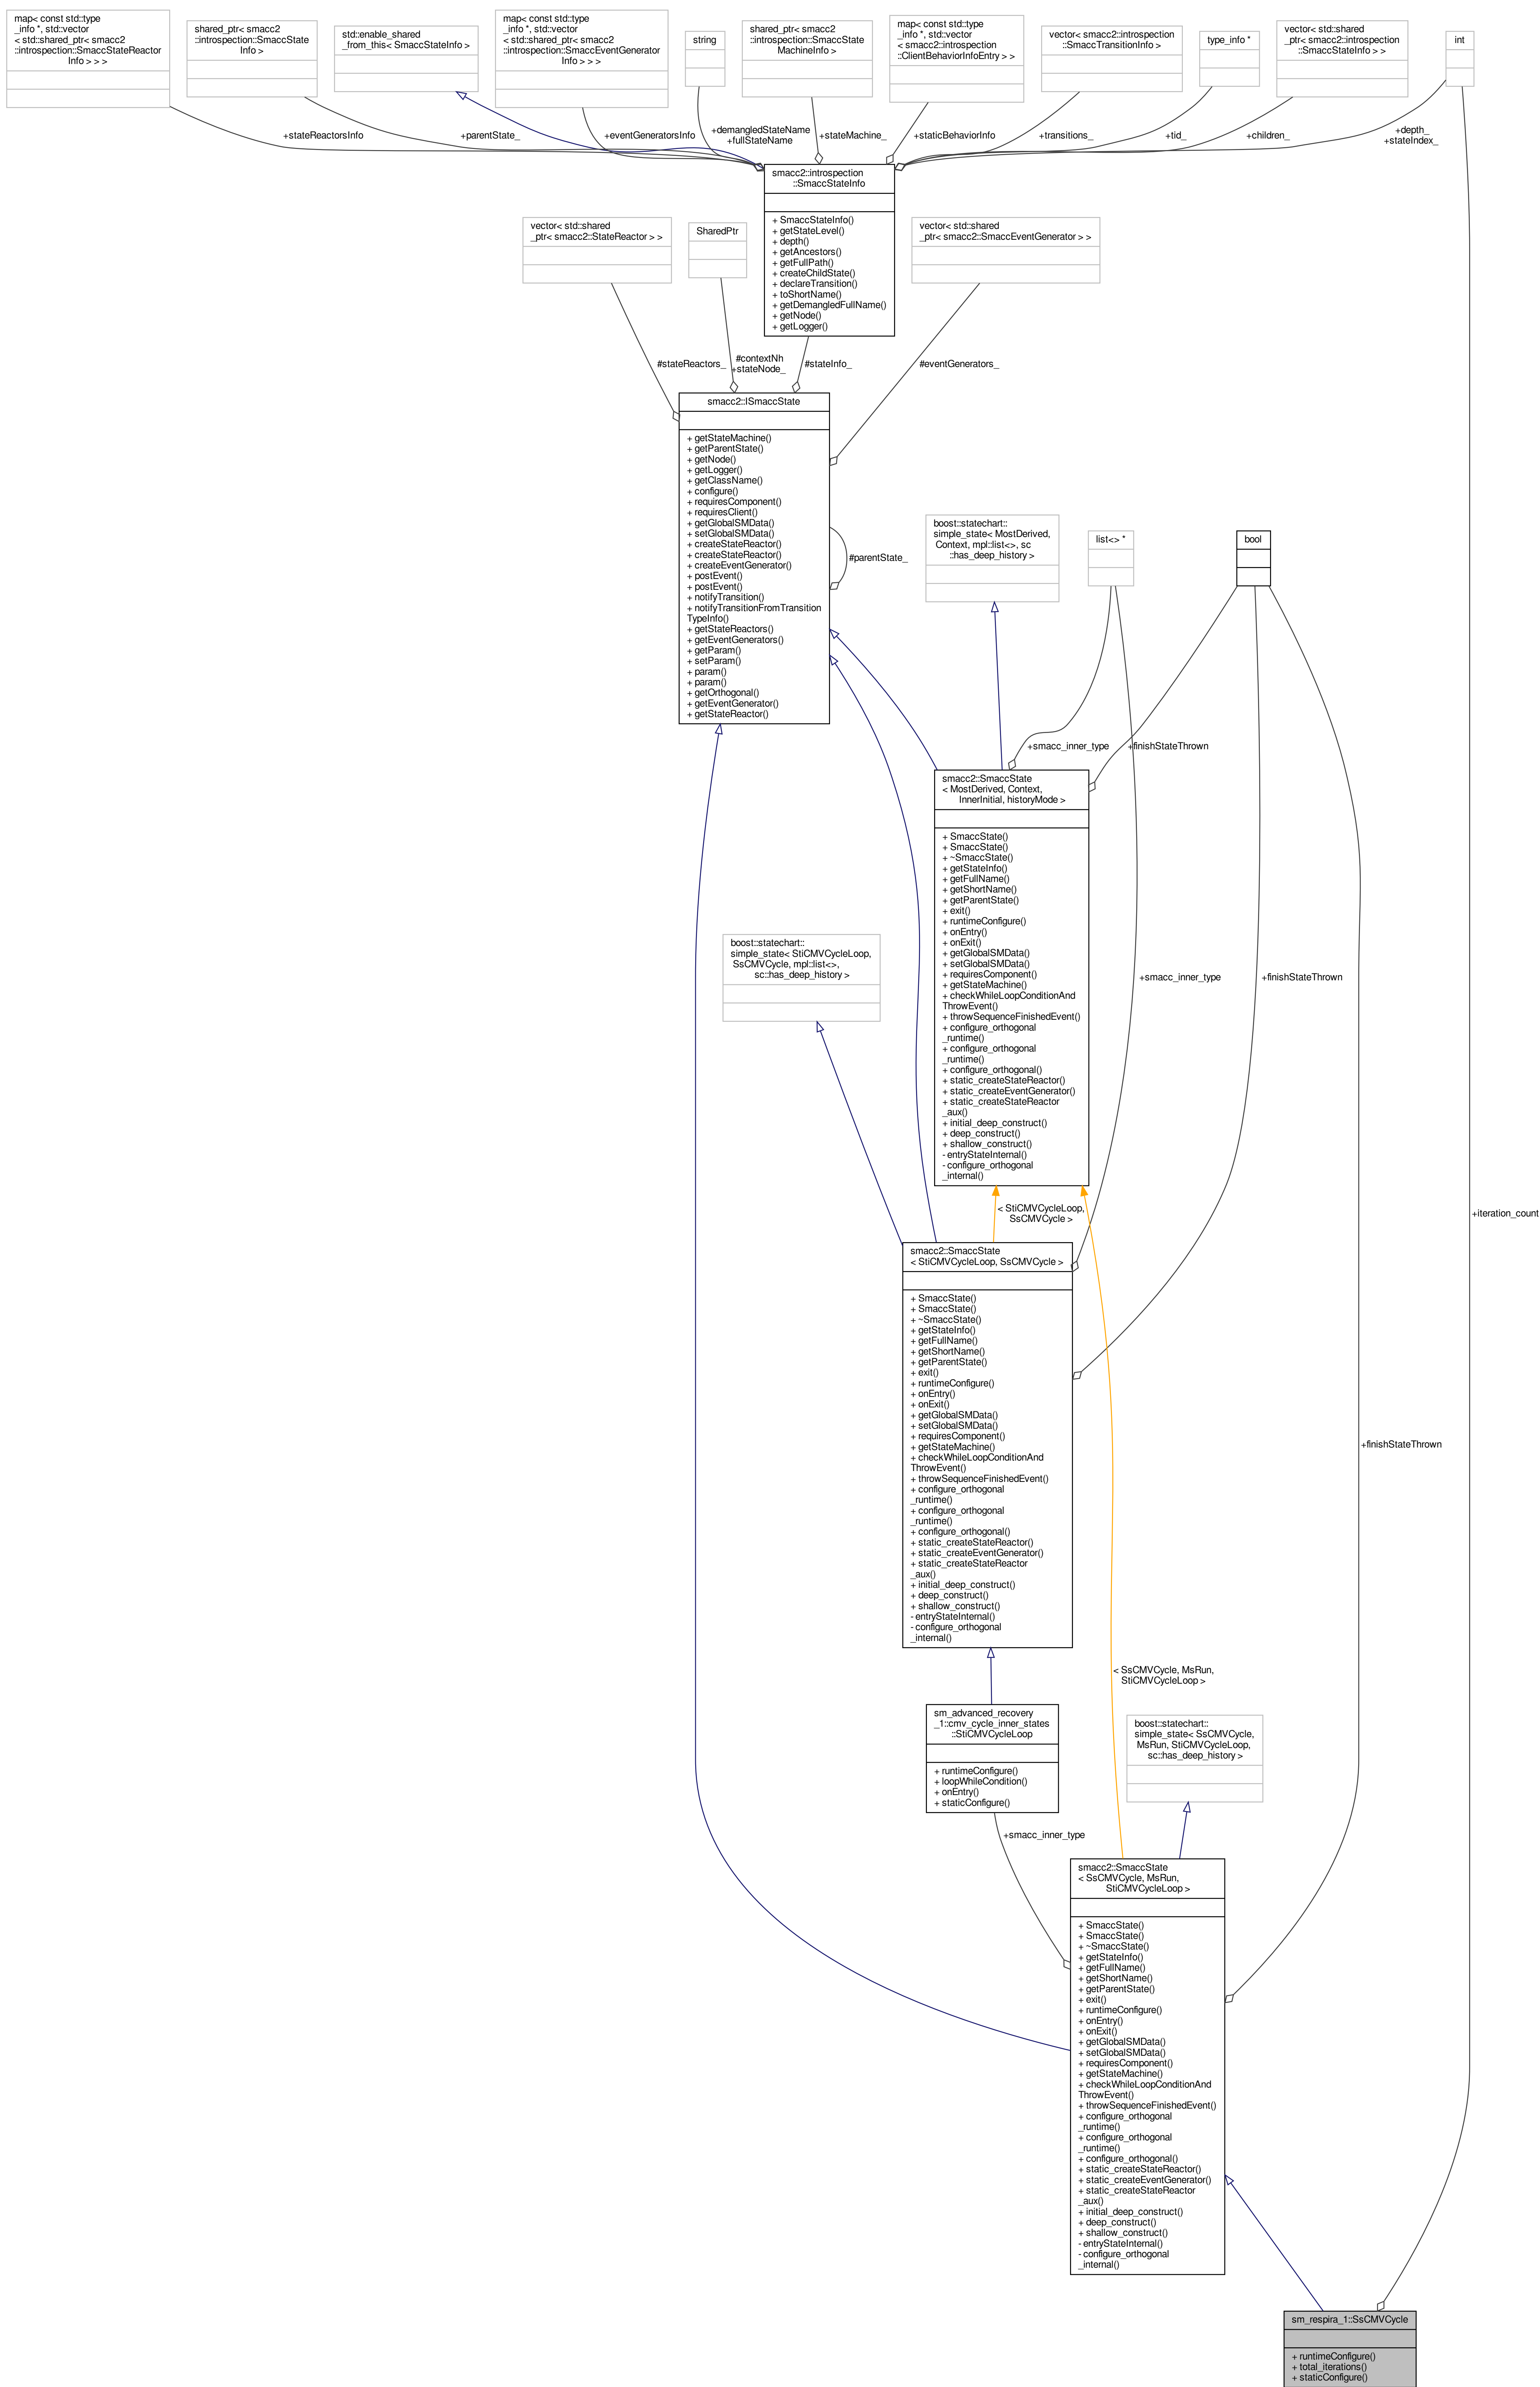 map< const std::type
_info *, std::vector
< std::shared_ptr< smacc2
::introspection::SmaccStateReactor
Info > > >
shared_ptr< smacc2
::introspection::SmaccState
Info >
std::enable_shared
_from_this< SmaccStateInfo >
map< const std::type
_info *, std::vector
< std::shared_ptr< smacc2
::introspection::SmaccEventGenerator
Info > > >
string
shared_ptr< smacc2
::introspection::SmaccState
MachineInfo >
map< const std::type
_info *, std::vector
< smacc2::introspection
::ClientBehaviorInfoEntry > >
vector< smacc2::introspection
::SmaccTransitionInfo >
type_info *
vector< std::shared
_ptr< smacc2::introspection
::SmaccStateInfo > >
int
+stateReactorsInfo
+parentState_
+eventGeneratorsInfo
+demangledStateName
+fullStateName
+stateMachine_
+staticBehaviorInfo
+transitions_
+tid_
+children_
+depth_
+stateIndex_
smacc2::introspection
::SmaccStateInfo
+ SmaccStateInfo()
+ getStateLevel()
+ depth()
+ getAncestors()
+ getFullPath()
+ createChildState()
+ declareTransition()
+ toShortName()
+ getDemangledFullName()
+ getNode()
+ getLogger()
vector< std::shared
_ptr< smacc2::StateReactor > >
SharedPtr
vector< std::shared
_ptr< smacc2::SmaccEventGenerator > >
#stateReactors_
#contextNh
+stateNode_
#stateInfo_
#eventGenerators_
smacc2::ISmaccState
+ getStateMachine()
+ getParentState()
+ getNode()
+ getLogger()
+ getClassName()
+ configure()
+ requiresComponent()
+ requiresClient()
+ getGlobalSMData()
+ setGlobalSMData()
+ createStateReactor()
+ createStateReactor()
+ createEventGenerator()
+ postEvent()
+ postEvent()
+ notifyTransition()
+ notifyTransitionFromTransition
TypeInfo()
+ getStateReactors()
+ getEventGenerators()
+ getParam()
+ setParam()
+ param()
+ param()
+ getOrthogonal()
+ getEventGenerator()
+ getStateReactor()
#parentState_
boost::statechart::
simple_state< MostDerived,
Context, mpl::list<>, sc
::has_deep_history >
list<> *
bool
+smacc_inner_type
+finishStateThrown
smacc2::SmaccState
< MostDerived, Context,
InnerInitial, historyMode >
+ SmaccState()
+ SmaccState()
+ ~SmaccState()
+ getStateInfo()
+ getFullName()
+ getShortName()
+ getParentState()
+ exit()
+ runtimeConfigure()
+ onEntry()
+ onExit()
+ getGlobalSMData()
+ setGlobalSMData()
+ requiresComponent()
+ getStateMachine()
+ checkWhileLoopConditionAnd
ThrowEvent()
+ throwSequenceFinishedEvent()
+ configure_orthogonal
_runtime()
+ configure_orthogonal
_runtime()
+ configure_orthogonal()
+ static_createStateReactor()
+ static_createEventGenerator()
+ static_createStateReactor
_aux()
+ initial_deep_construct()
+ deep_construct()
+ shallow_construct()
- entryStateInternal()
- configure_orthogonal
_internal()
boost::statechart::
simple_state< StiCMVCycleLoop,
SsCMVCycle, mpl::list<>,
sc::has_deep_history >
+smacc_inner_type
+finishStateThrown
< StiCMVCycleLoop,
SsCMVCycle >
+iteration_count
smacc2::SmaccState
< StiCMVCycleLoop, SsCMVCycle >
+ SmaccState()
+ SmaccState()
+ ~SmaccState()
+ getStateInfo()
+ getFullName()
+ getShortName()
+ getParentState()
+ exit()
+ runtimeConfigure()
+ onEntry()
+ onExit()
+ getGlobalSMData()
+ setGlobalSMData()
+ requiresComponent()
+ getStateMachine()
+ checkWhileLoopConditionAnd
ThrowEvent()
+ throwSequenceFinishedEvent()
+ configure_orthogonal
_runtime()
+ configure_orthogonal
_runtime()
+ configure_orthogonal()
+ static_createStateReactor()
+ static_createEventGenerator()
+ static_createStateReactor
_aux()
+ initial_deep_construct()
+ deep_construct()
+ shallow_construct()
- entryStateInternal()
- configure_orthogonal
_internal()
+finishStateThrown
< SsCMVCycle, MsRun,
StiCMVCycleLoop >
sm_advanced_recovery
_1::cmv_cycle_inner_states
::StiCMVCycleLoop
+ runtimeConfigure()
+ loopWhileCondition()
+ onEntry()
+ staticConfigure()
boost::statechart::
simple_state< SsCMVCycle,
MsRun, StiCMVCycleLoop,
sc::has_deep_history >
+smacc_inner_type
smacc2::SmaccState
< SsCMVCycle, MsRun,
StiCMVCycleLoop >
+ SmaccState()
+ SmaccState()
+ ~SmaccState()
+ getStateInfo()
+ getFullName()
+ getShortName()
+ getParentState()
+ exit()
+ runtimeConfigure()
+ onEntry()
+ onExit()
+ getGlobalSMData()
+ setGlobalSMData()
+ requiresComponent()
+ getStateMachine()
+ checkWhileLoopConditionAnd
ThrowEvent()
+ throwSequenceFinishedEvent()
+ configure_orthogonal
_runtime()
+ configure_orthogonal
_runtime()
+ configure_orthogonal()
+ static_createStateReactor()
+ static_createEventGenerator()
+ static_createStateReactor
_aux()
+ initial_deep_construct()
+ deep_construct()
+ shallow_construct()
- entryStateInternal()
- configure_orthogonal
_internal()
sm_respira_1::SsCMVCycle
+ runtimeConfigure()
+ total_iterations()
+ staticConfigure()